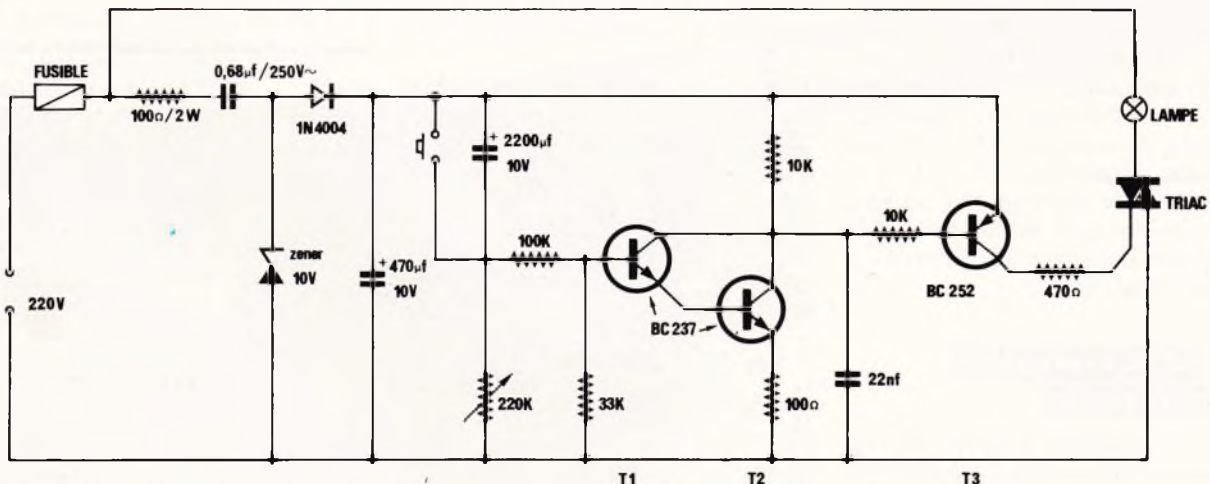 FUSIBLE
0,68µf/250V~
100Ω/2W
1N4004
2200µf
+
10V
10K
LAMPE
TRIAC
zener
10V
+
470µf
10V
100K
10K
BC 237
BC 252
470Ω
220V
220K
33K
100Ω
22nf
T1
T2
T3